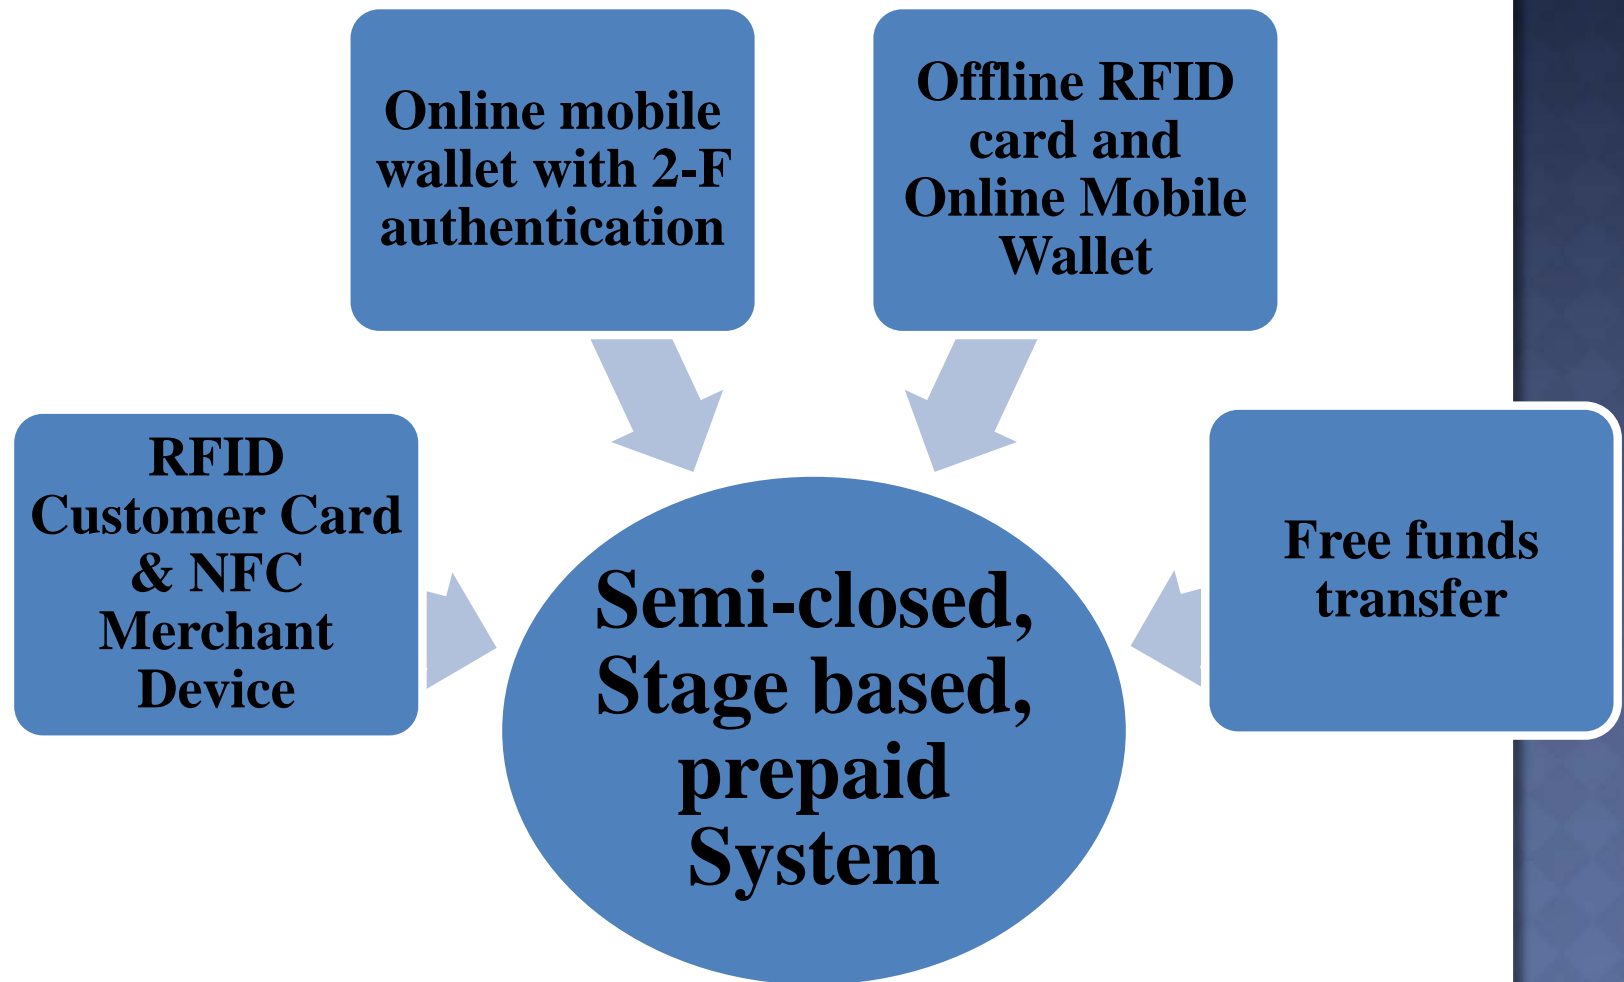 Online mobile
wallet with 2-F
authentication
Offline RFID
card and
Online Mobile
Wallet
RFID
Customer Card
& NFC
Merchant
Device
Free funds
transfer
Semi-closed,
Stage based,
prepaid
System